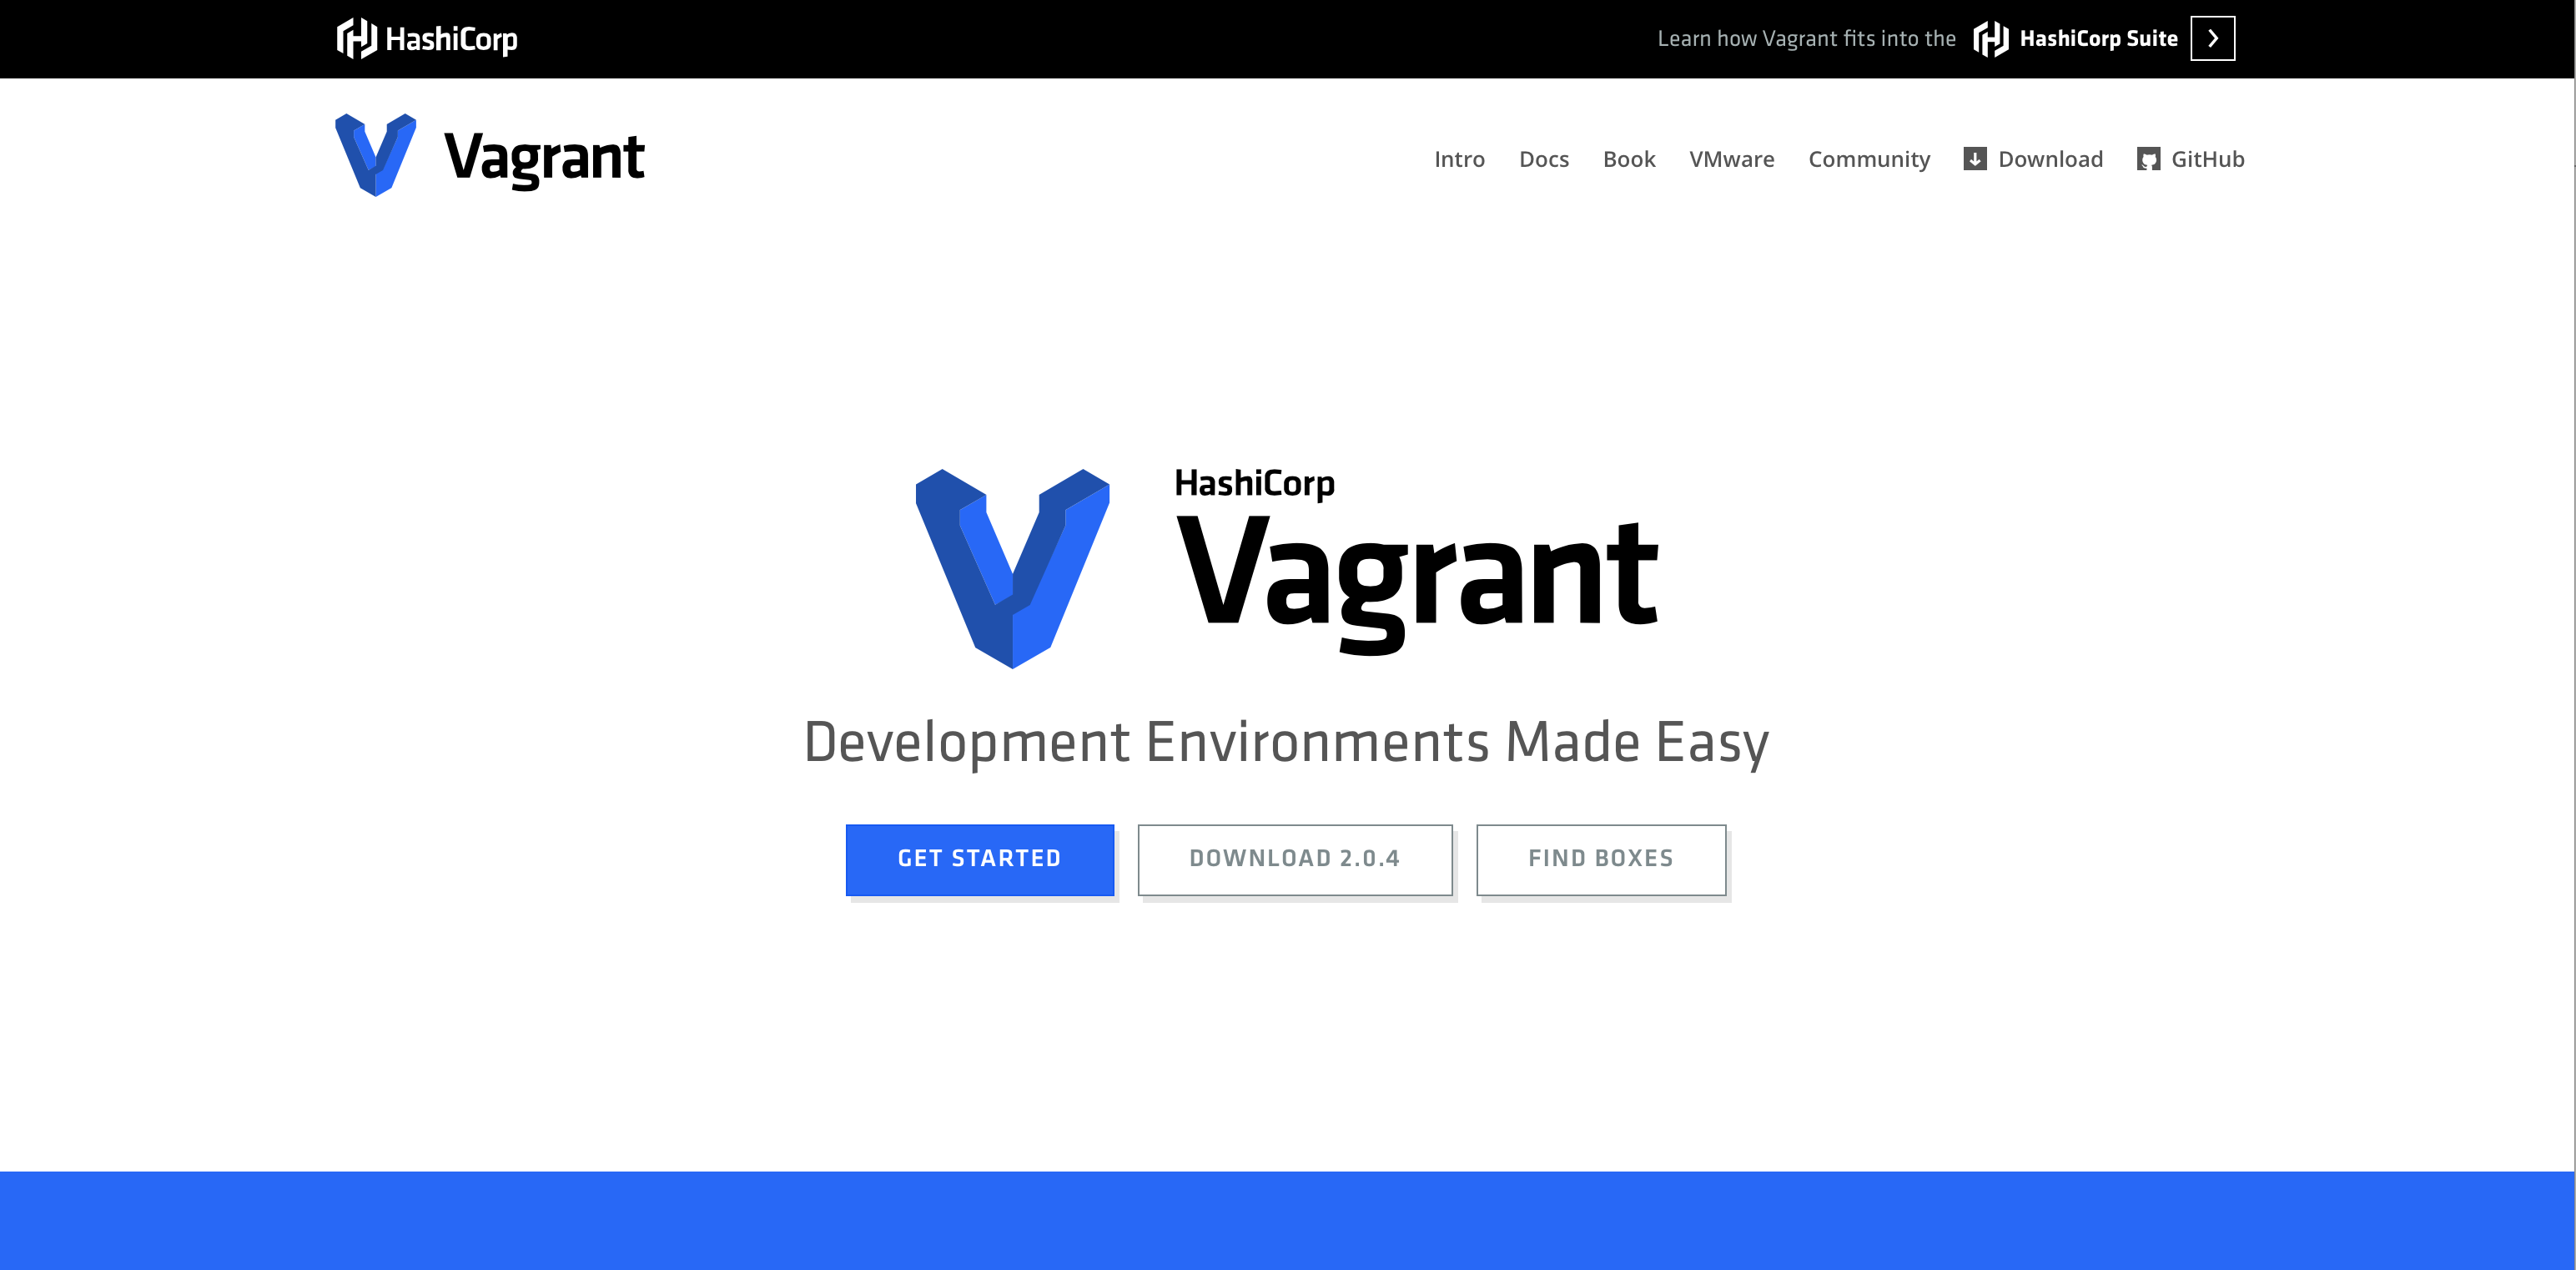 HashiCorp
Learn how Vagrant fits into the HashiCorp Suite
Vagrant
Intro Docs Book VMware Community Download GitHub
HashiCorp
Vagrant
Development Environments Made Easy
GET STARTED DOWNLOAD 2.0.4 FIND BOXES